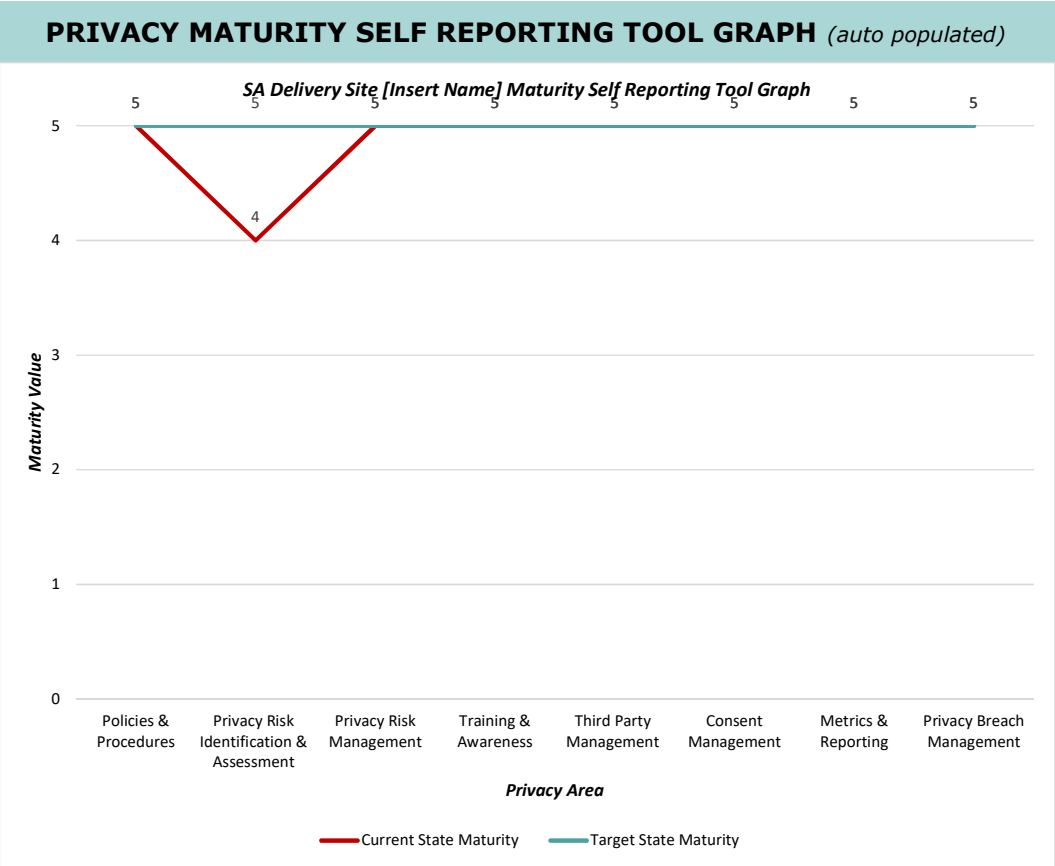 PRIVACY MATURITY SELF REPORTING TOOL GRAPH (auto populated)
SA Delivery Site [Insert Name] Maturity Self Reporting Tool Graph
5 5 5 5 5 5 5 5
4
5
4
3
2
1
0
Maturity Value
Policies &
Procedures
Privacy Risk
Identification &
Assessment
Privacy Risk
Management
Training &
Awareness
Third Party
Management
Consent
Management
Metrics &
Reporting
Privacy Breach
Management
Privacy Area
Current State Maturity
Target State Maturity